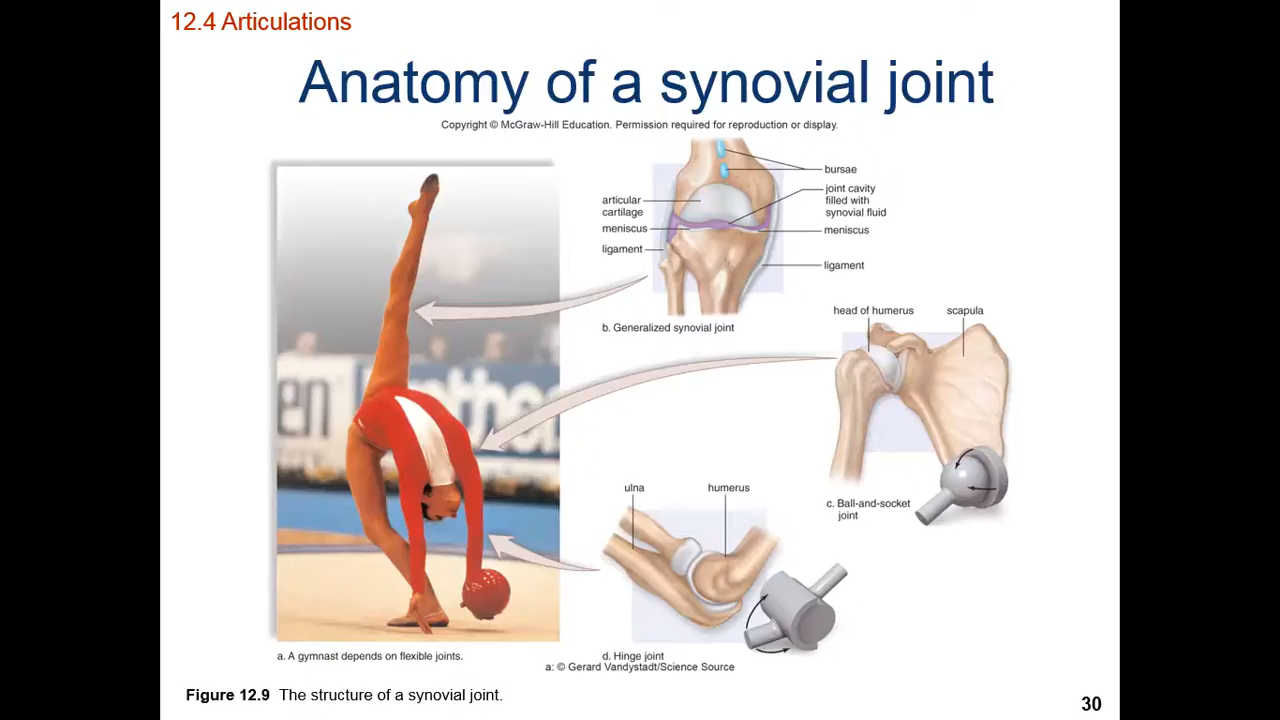 12.4 Articulations
Anatomy of a synovial joint
Copyright © McGraw-Hill Education. Permission required for reproduction or display.
bursae
joint cavity
filled with
synovial fluid
articular
cartilage
meniscus
meniscus
ligament
ligament
b. Generalized synovial joint
head of humerus
scapula
c. Ball-and-socket
joint
en
ulna
humerus
a. A gymnast depends on flexible joints.
d. Hinge joint
a: © Gerard Vandystadt/Science Source
Figure 12.9 The structure of a synovial joint.
30